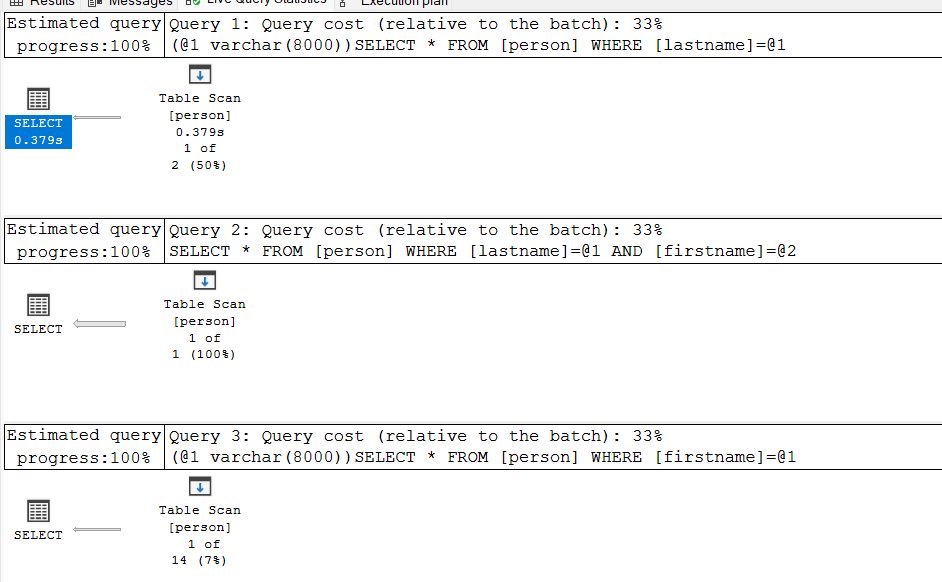 Results Messages Live Query Statistics Execution plan
Estimated query progress:100%
Query 1: Query cost (relative to the batch): 33%
(@1 varchar(8000))SELECT * FROM [person] WHERE [lastname]=@1
SELECT
0.379s
Table Scan
[person]
0.379s
1 of
2 (50%)
Estimated query progress:100%
Query 2: Query cost (relative to the batch): 33%
SELECT * FROM [person] WHERE [lastname]=@1 AND [firstname]=@2
SELECT
Table Scan
[person]
1 of
1 (100%)
Estimated query progress:100%
Query 3: Query cost (relative to the batch): 33%
(@1 varchar(8000))SELECT * FROM [person] WHERE [firstname]=@1
SELECT
Table Scan
[person]
1 of
14 (7%)